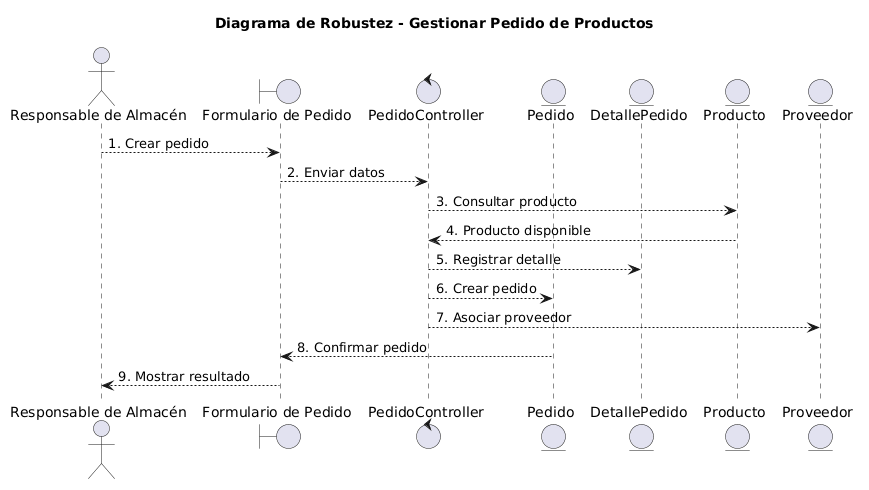 Diagrama de Robustez - Gestionar Pedido de Productos
Responsable de Almacén
Formulario de Pedido
PedidoController
Pedido
DetallePedido
Producto
Proveedor
1. Crear pedido
2. Enviar datos
3. Consultar producto
4. Producto disponible
5. Registrar detalle
6. Crear pedido
7. Asociar proveedor
8. Confirmar pedido
9. Mostrar resultado
Responsable de Almacén
Formulario de Pedido
PedidoController
Pedido
DetallePedido
Producto
Proveedor